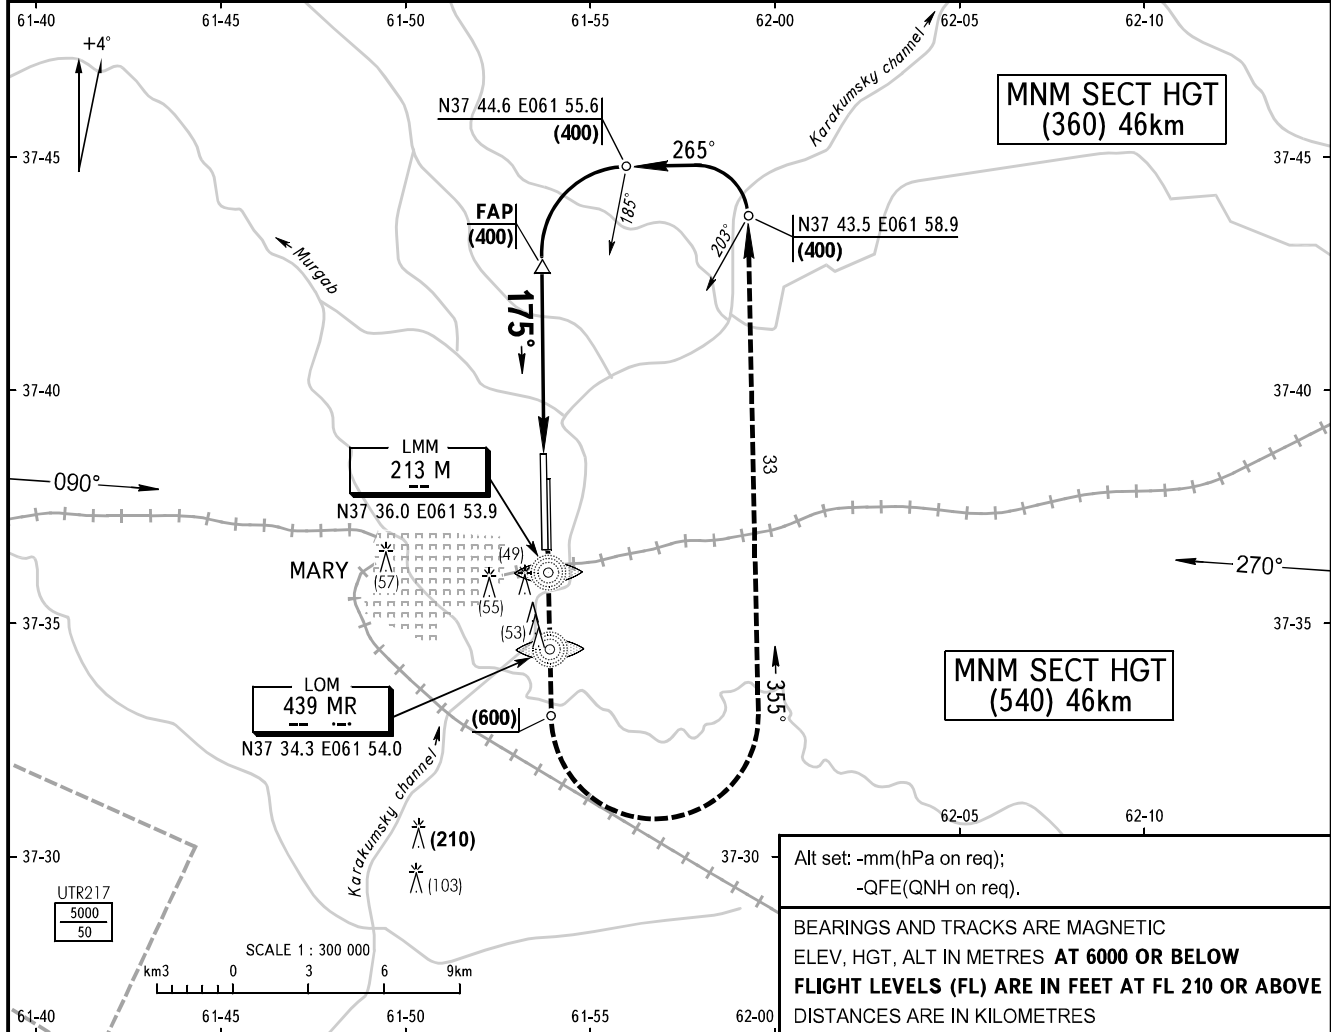 61-40
61-45
61-50
61-55
62-00
62-05
62-10
+4°
Karakumsky channel
MNM SECT HGT
(360) 46km
N37 44.6 E061 55.6
(400)
265°
37-45
37-45
185°
FAP
(400)
203°
N37 43.5 E061 58.9
(400)
Murgab
175°
37-40
37-40
LMM
213 M
N37 36.0 E061 53.9
33
090°
270°
MARY
(57)
(49)
(55)
(53)
37-35
37-35
MNM SECT HGT
(540) 46km
355°
LOM
439 MR
N37 34.3 E061 54.0
(600)
Karakumsky channel
(210)
(103)
62-05
62-10
37-30
37-30
UTR217
5000
50
SCALE 1 : 300 000
km3 0 3 6 9km
Alt set: -mm(hPa on req);
-QFE(QNH on req).
BEARINGS AND TRACKS ARE MAGNETIC
ELEV, HGT, ALT IN METRES AT 6000 OR BELOW
FLIGHT LEVELS (FL) ARE IN FEET AT FL 210 OR ABOVE
DISTANCES ARE IN KILOMETRES
61-40
61-45
61-50
61-55
62-00